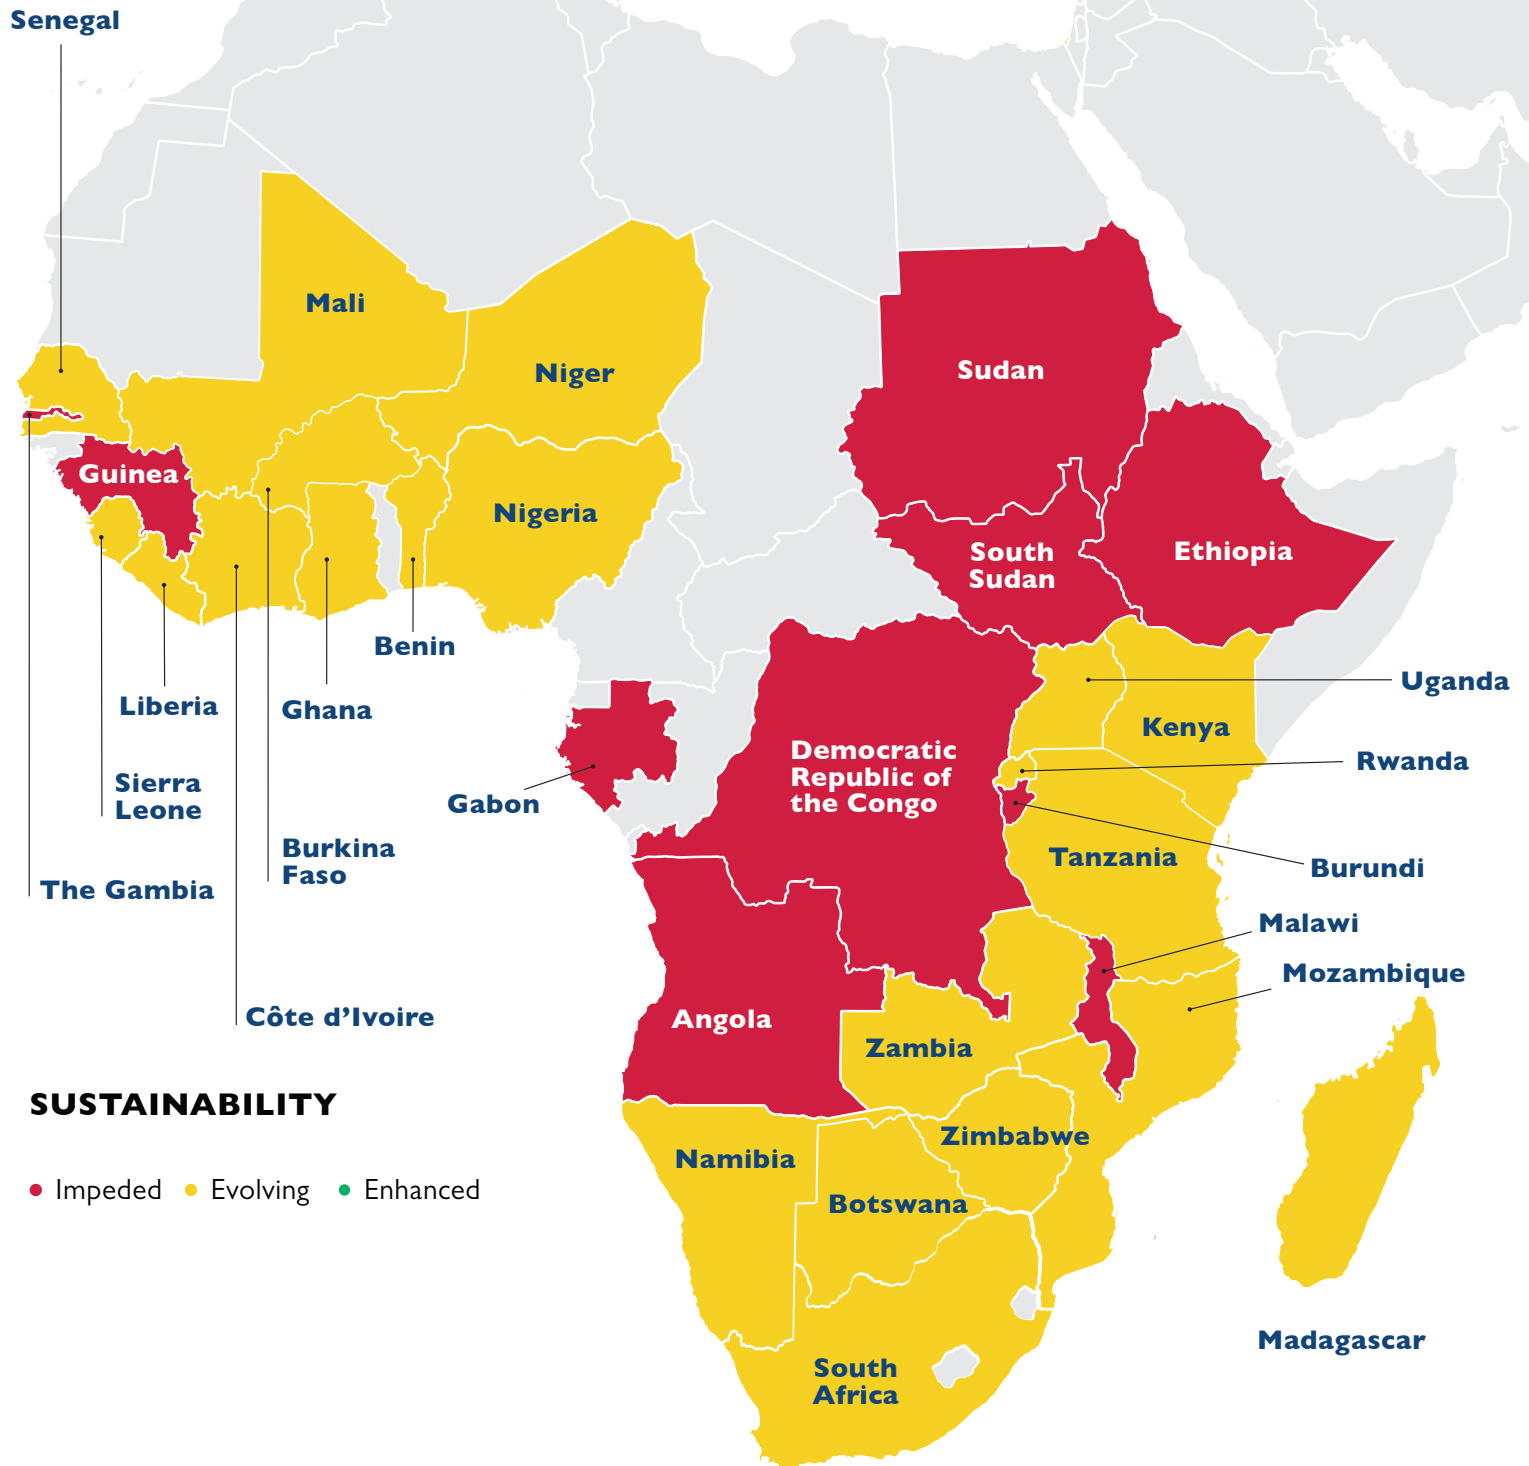 Senegal
Mali
Niger
Sudan
Guinea
Nigeria
South
Sudan
Ethiopia
Benin
Liberia
Ghana
Uganda
Kenya
Democratic
Republic of
the Congo
Rwanda
Sierra
Leone
Gabon
Burkina
Faso
Tanzania
Burundi
The Gambia
Malawi
Mozambique
Côte d’Ivoire
Angola
Zambia
SUSTAINABILITY
Zimbabwe
Namibia
Impeded
Evolving
Enhanced
Botswana
Madagascar
South
Africa